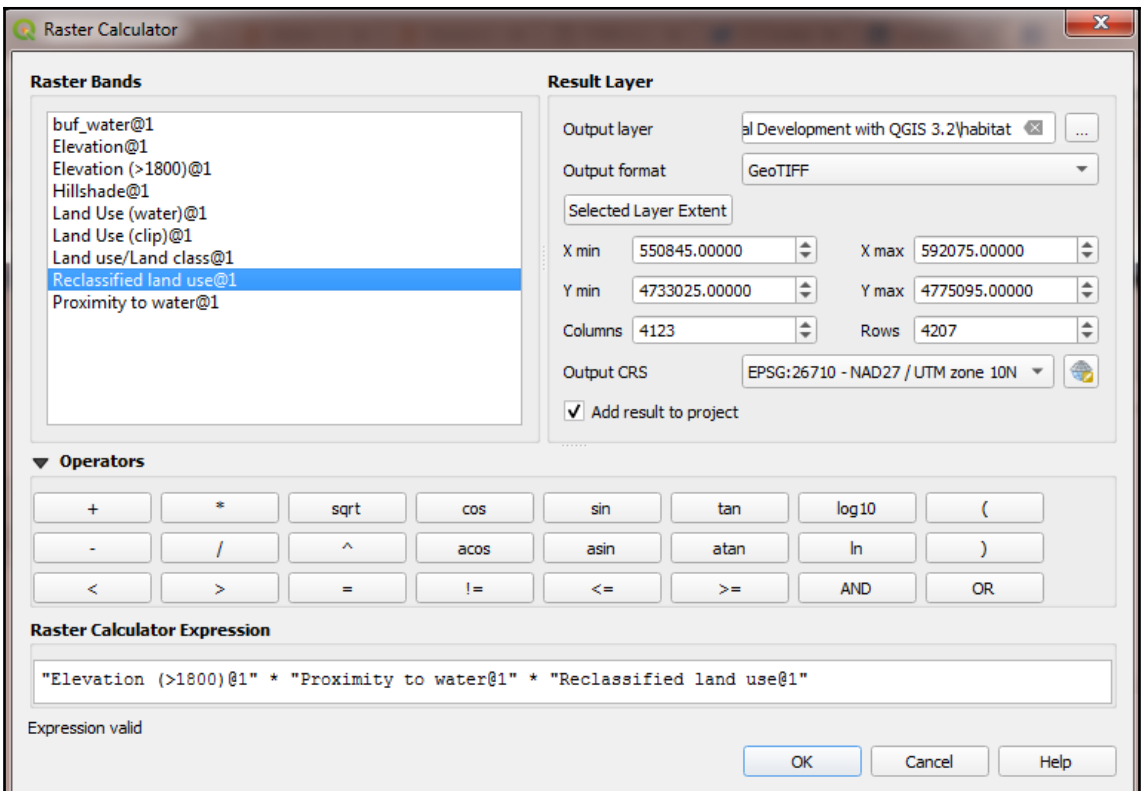 Raster Calculator
Raster Bands
buf_water@1
Elevation@1
Elevation (>1800)@1
Hillshade@1
Land Use (water)@1
Land Use (clip)@1
Land use/Land class@1
Reclassified land use@1
Proximity to water@1
Result Layer
Output layer al Development with QGIS 3.2\habitat ...
Output format GeoTIFF
Selected Layer Extent
X min 550845.00000 X max 592075.00000
Y min 4733025.00000 Y max 4775095.00000
Columns 4123 Rows 4207
Output CRS EPSG:26710 - NAD27 / UTM zone 10N
Add result to project
Operators
+ * sqrt cos sin tan log10 (
- / ^ acos asin atan ln )
< > = != <= >= AND OR
Raster Calculator Expression
"Elevation (>1800)@1" * "Proximity to water@1" * "Reclassified land use@1"
Expression valid
OK Cancel Help